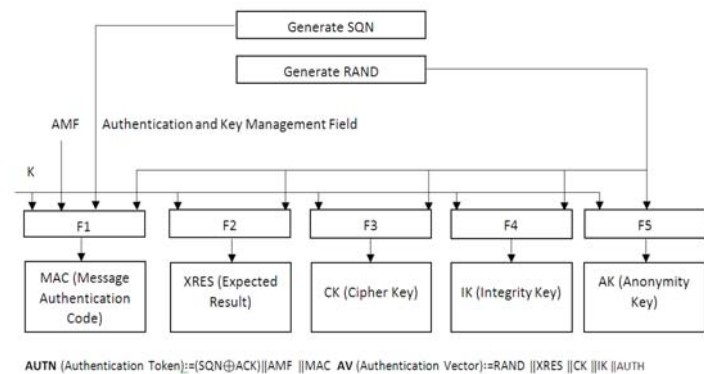 Generate SQN
Generate RAND
AMF Authentication and Key Management Field
K
F1 F2 F3 F4 F5
MAC (Message Authentication Code)
XRES (Expected Result)
CK (Cipher Key)
IK (Integrity Key)
AK (Anonymity Key)
AUTN (Authentication Token):=(SQN⊕ACK)||AMF ||MAC AV (Authentication Vector):=RAND ||XRES ||CK ||IK ||AUTH